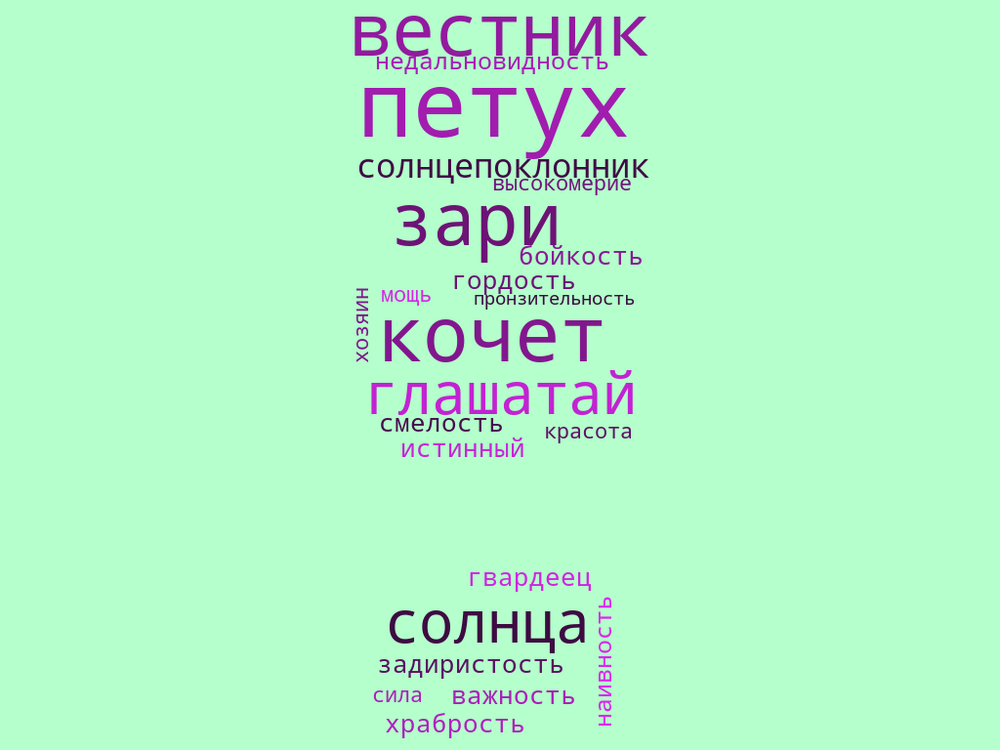 вестник
недальновидность
петух
солнцепоклонник
высокомерие
зари
бойкость
гордость
мощь
пронзительность
хозяин
кочет
глашатай
смелость
красота
истинный
гвардеец
солнца
наивность
задиристость
сила
важность
храбрость